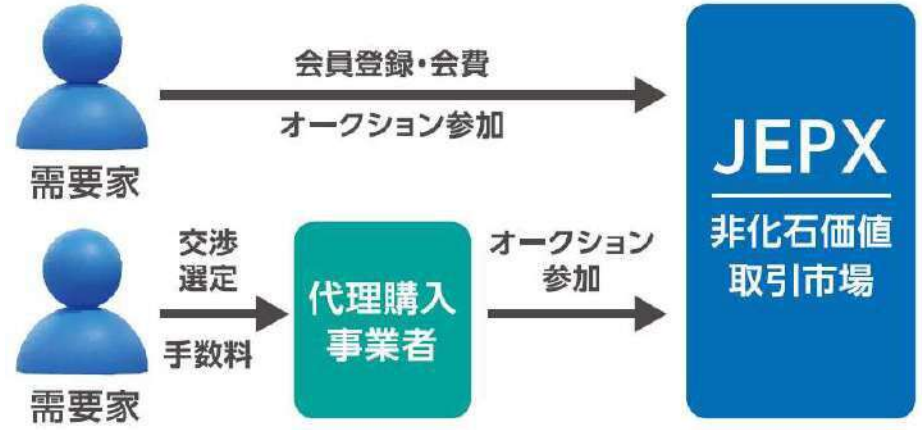 会員登録・会費
オークション参加
需要家
交渉
選定
手数料
需要家
代理購入
事業者
オークション
参加
JEPX
非化石価値
取引市場